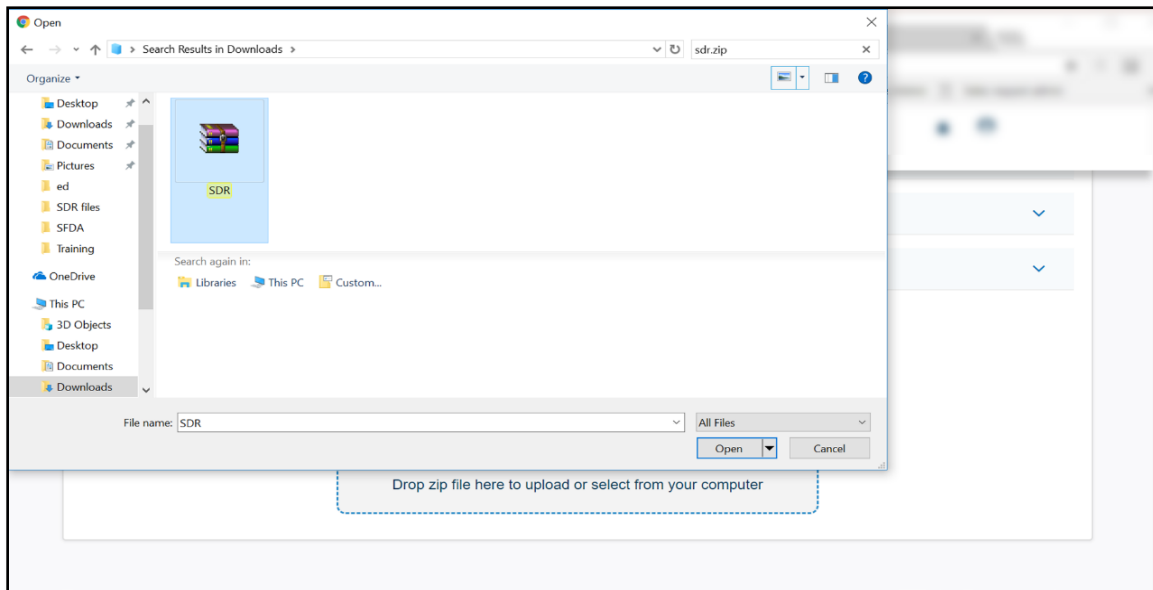 Open
Search Results in Downloads
sdr.zip
Organize
Desktop
Downloads
Documents
Pictures
ed
SDR files
SFDA
Training
OneDrive
This PC
3D Objects
Desktop
Documents
Downloads
SDR
Search again in:
Libraries This PC Custom...
File name: SDR All Files
Open Cancel
Drop zip file here to upload or select from your computer